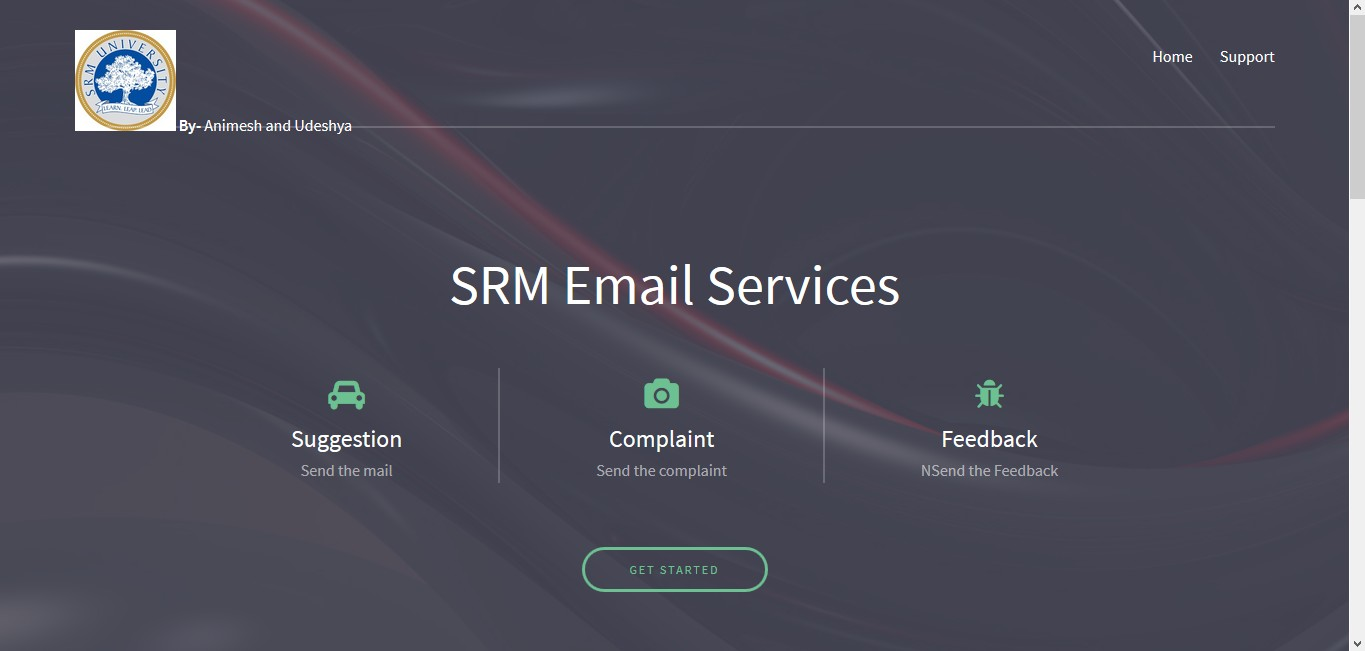 SRM UNIVERSITY
LEARN. LEAP. LEAD
Home Support
By- Animesh and Udeshya
SRM Email Services
Suggestion Complaint Feedback
Send the mail Send the complaint NSend the Feedback
GET STARTED